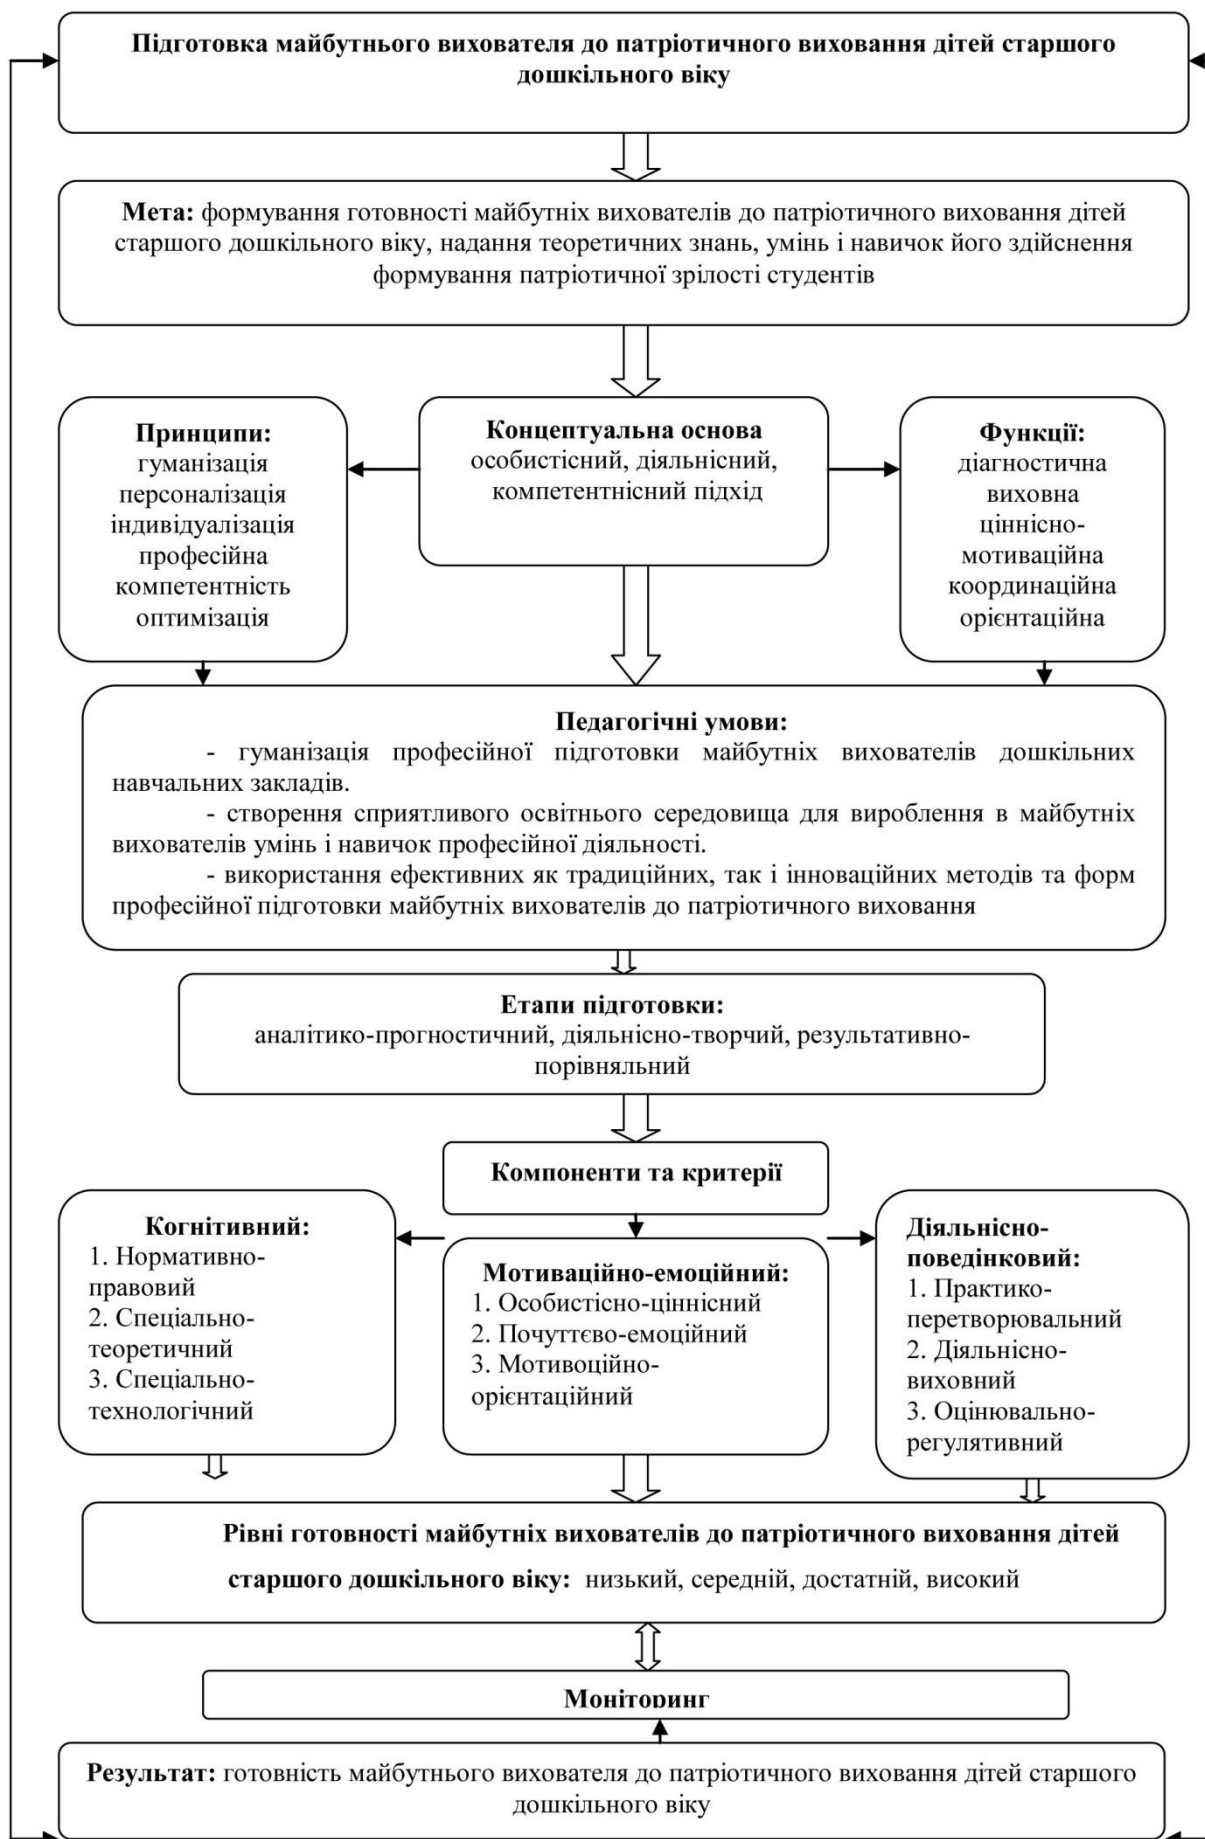 Підготовка майбутнього вихователя до патріотичного виховання дітей старшого
дошкільного віку
Мета: формування готовності майбутніх вихователів до патріотичного виховання дітей
старшого дошкільного віку, надання теоретичних знань, умінь і навичок його здійснення
формування патріотичної зрілості студентів
Принципи:
гуманізація
персоналізація
індивідуалізація
професійна
компетентність
оптимізація
Концептуальна основа
особистісний, діяльнісний,
компетентнісний підхід
Функції:
діагностична
виховна
ціннісно-
мотиваційна
координаційна
орієнтаційна
Педагогічні умови:
- гуманізація професійної підготовки майбутніх вихователів дошкільних
навчальних закладів.
- створення сприятливого освітнього середовища для вироблення в майбутніх
вихователів умінь і навичок професійної діяльності.
- використання ефективних як традиційних, так і інноваційних методів та форм
професійної підготовки майбутніх вихователів до патріотичного виховання
Етапи підготовки:
аналітико-прогностичний, діяльнісно-творчий, результативно-
порівняльний
Компоненти та критерії
Когнітивний:
1. Нормативно-
правовий
2. Спеціально-
теоретичний
3. Спеціально-
технологічний
Мотиваційно-емоційний:
1. Особистісно-ціннісний
2. Почуттєво-емоційний
3. Мотивоційно-
орієнтаційний
Діяльнісно-
поведінковий:
1. Практико-
перетворювальний
2. Діяльнісно-
виховний
3. Оцінювально-
регулятивний
Рівні готовності майбутніх вихователів до патріотичного виховання дітей
старшого дошкільного віку: низький, середній, достатній, високий
Моніторинг
Результат: готовність майбутнього вихователя до патріотичного виховання дітей старшого
дошкільного віку